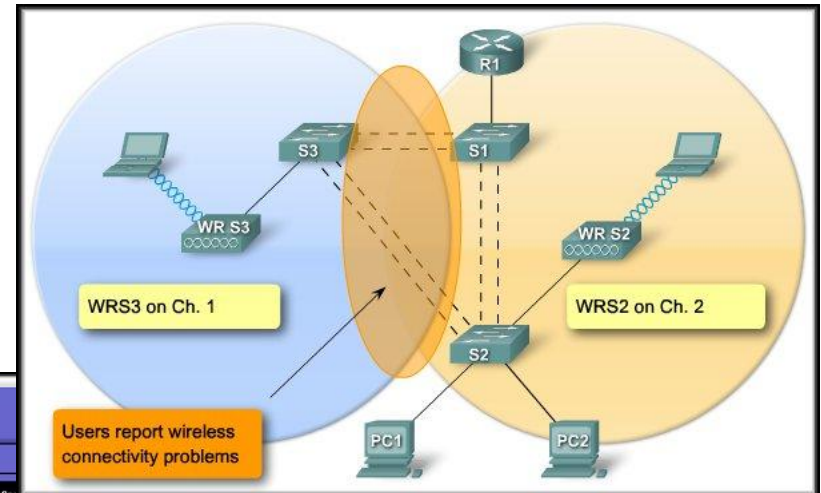 R1
S3
S1
WR S3
WR S2
WRS3 on Ch. 1
WRS2 on Ch. 2
S2
Users report wireless
connectivity problems
PC1
PC2